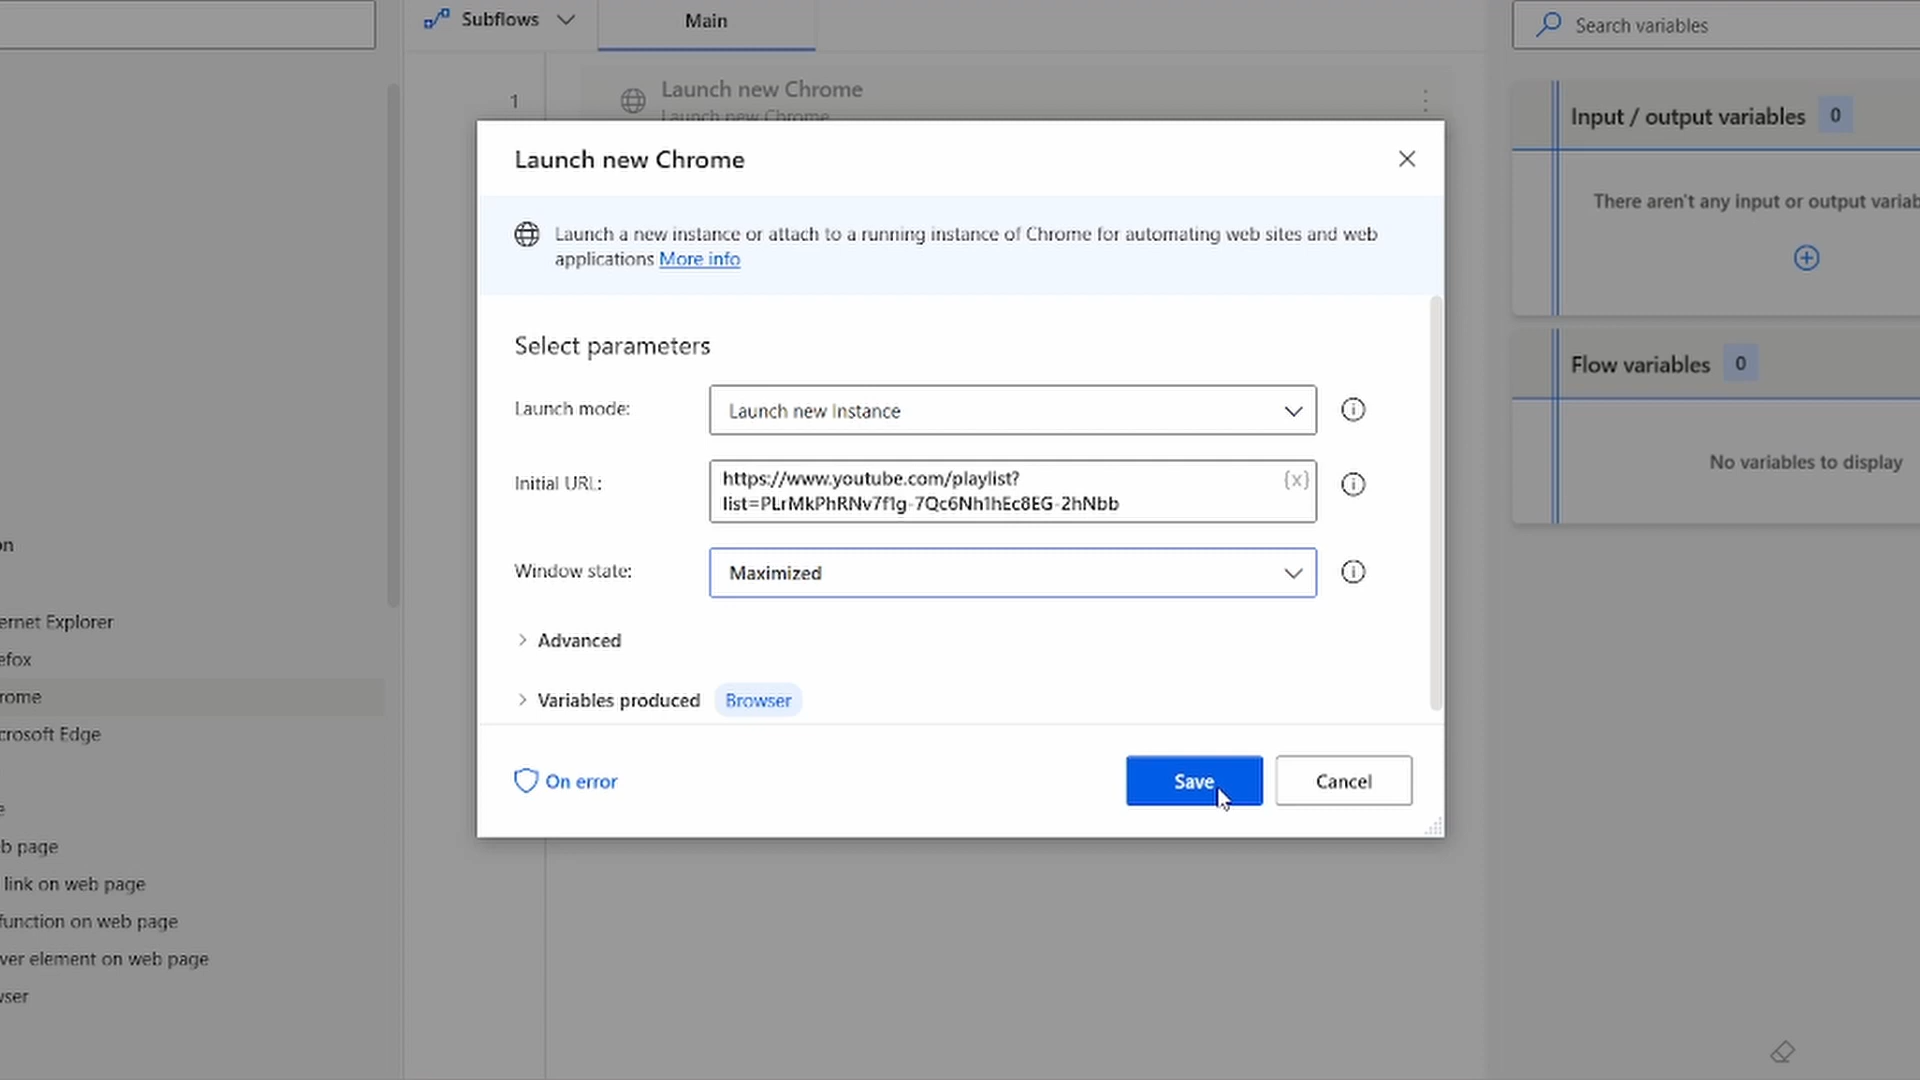 Subflows
Main
Search variables
1
Launch new Chrome
Launch new Chrome
Input / output variables 0
There aren't any input or output variab
Flow variables 0
No variables to display
Launch new Chrome
Launch a new instance or attach to a running instance of Chrome for automating web sites and web
applications More info
Select parameters
Launch mode:
Launch new Instance
Initial URL:
https://www.youtube.com/playlist?
list=PLrMkPhRNv7f1g-7Qc6Nh1hEc8EG-2hNbb
{x}
Window state:
Maximized
Advanced
Variables produced Browser
On error
Save
Cancel
on
ernet Explorer
efox
rome
crosoft Edge
e
b page
link on web page
function on web page
ver element on web page
wser